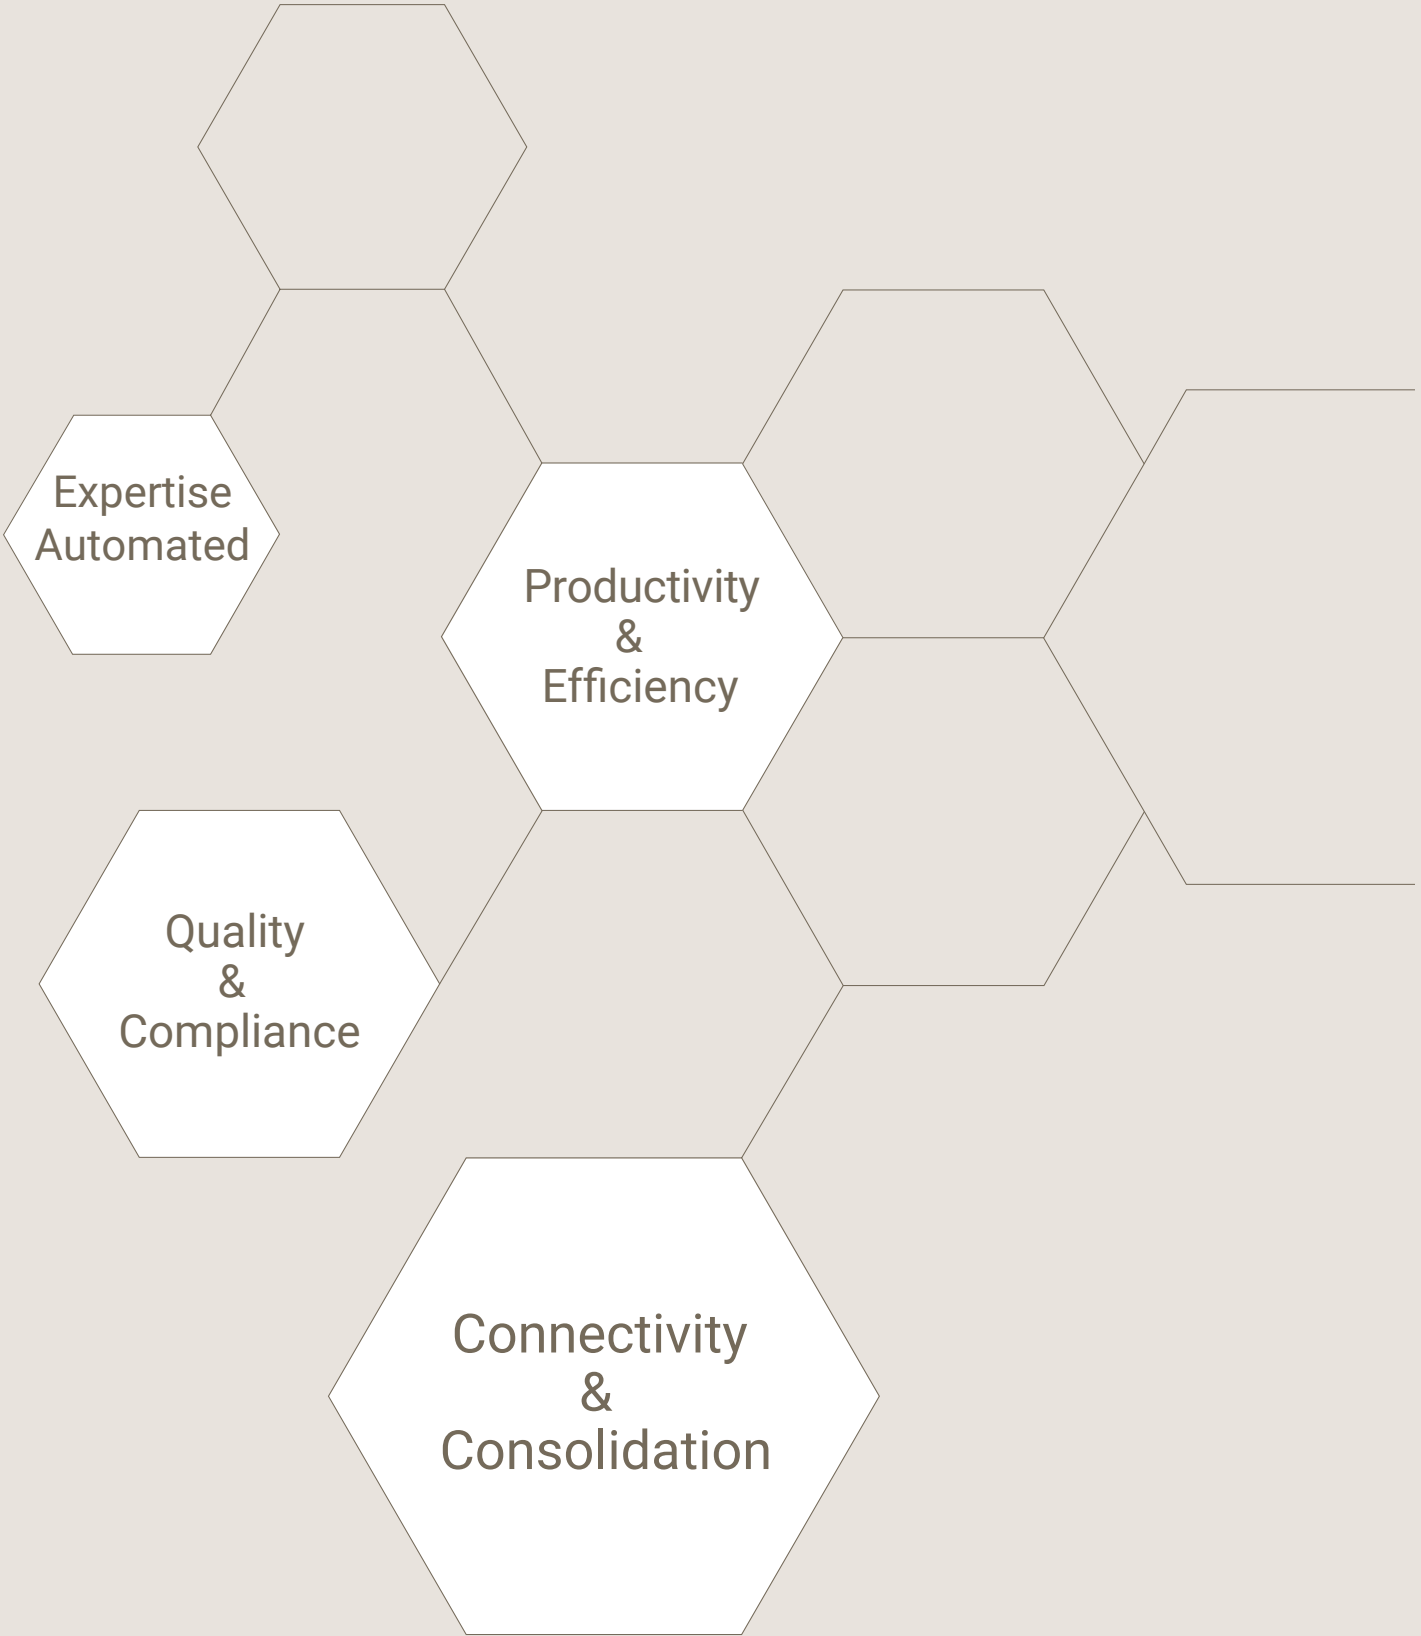 Expertise
Automated
Productivity
&
Efficiency
Quality
&
Compliance
Connectivity
&
Consolidation